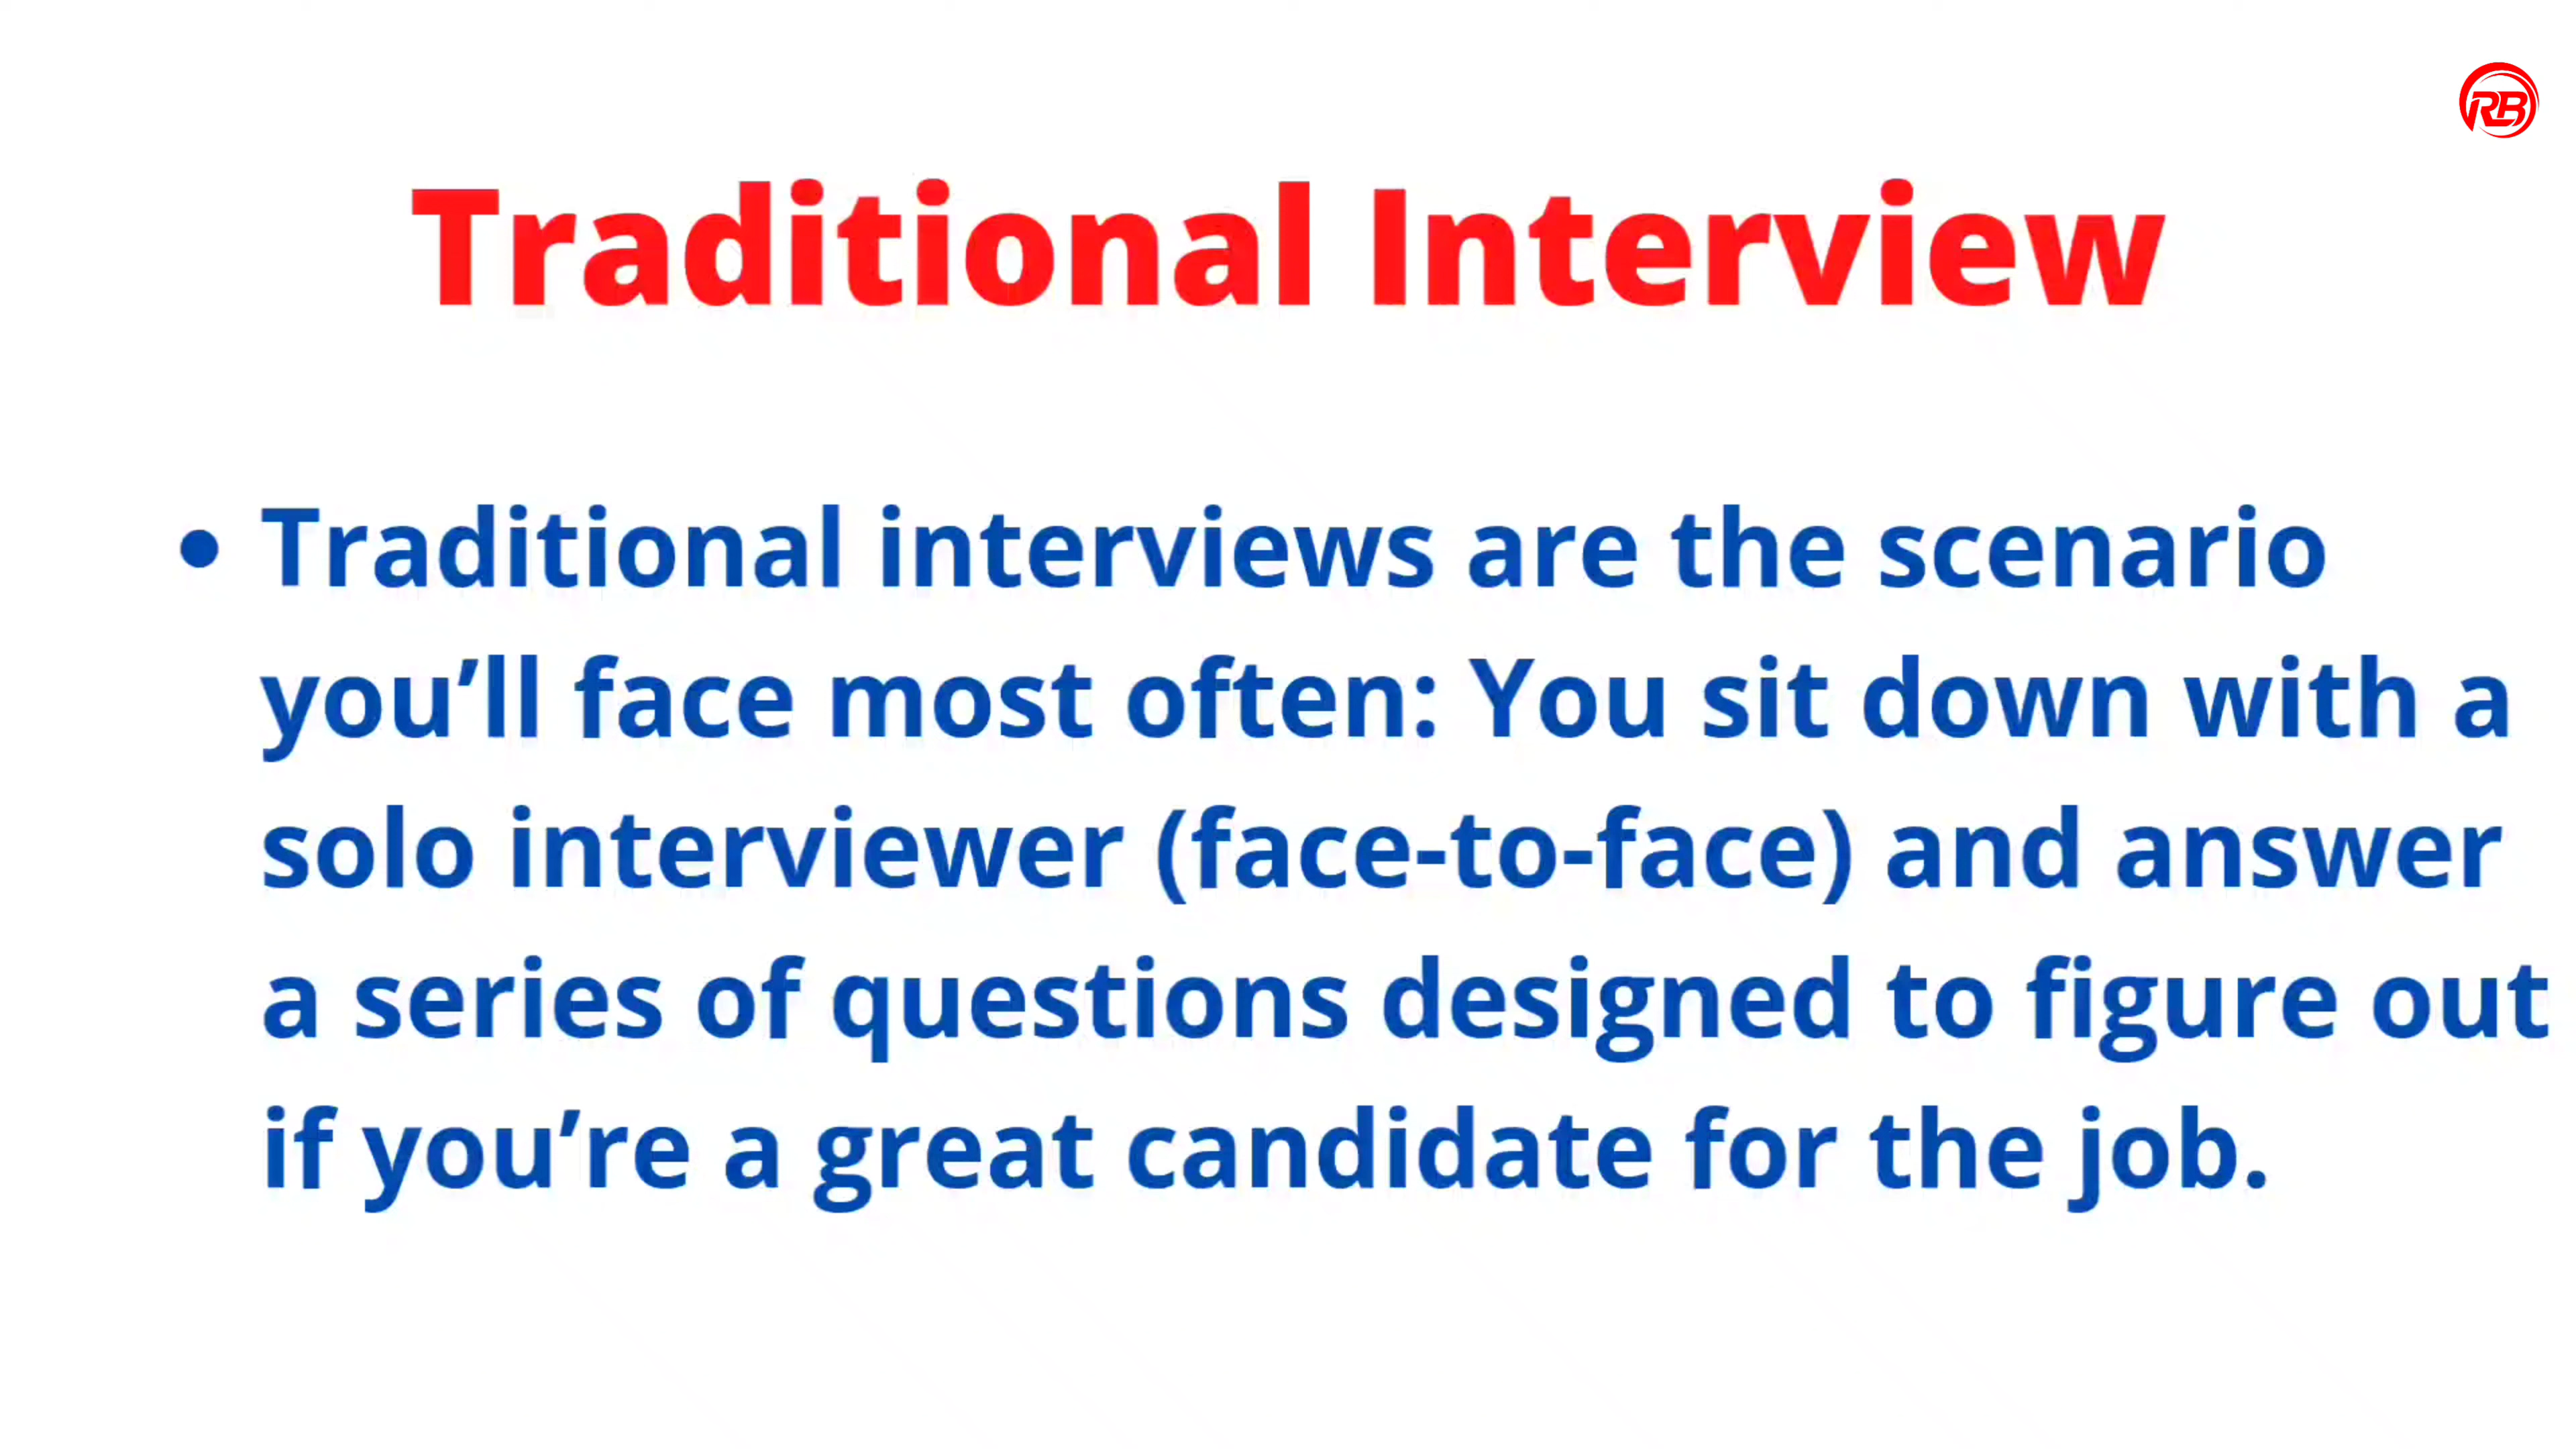 RB
Traditional Interview
• Traditional interviews are the scenario
you’ll face most often: You sit down with a
solo interviewer (face-to-face) and answer
a series of questions designed to figure out
if you’re a great candidate for the job.